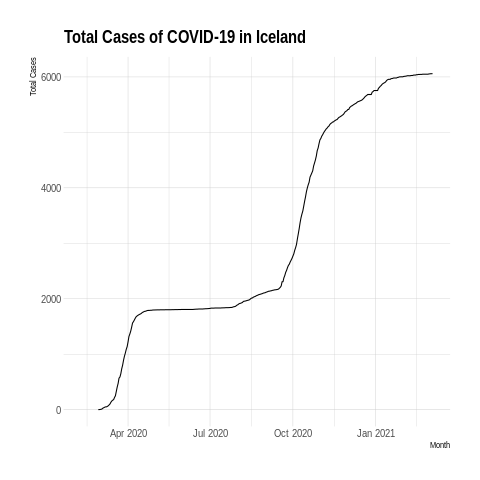 Total Cases of COVID-19 in Iceland
Total Cases
6000
4000
2000
0
Apr 2020 Jul 2020 Oct 2020 Jan 2021
Month